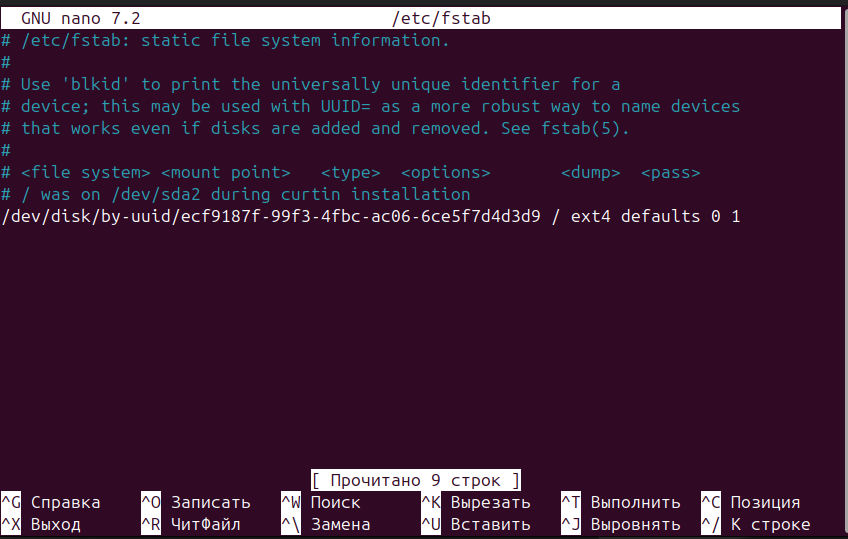 GNU nano 7.2 /etc/fstab
# /etc/fstab: static file system information.
#
# Use 'blkid' to print the universally unique identifier for a
# device; this may be used with UUID= as a more robust way to name devices
# that works even if disks are added and removed. See fstab(5).
#
# <file system> <mount point>   <type>  <options>       <dump>  <pass>
# / was on /dev/sda2 during curtin installation
/dev/disk/by-uuid/ecf9187f-99f3-4fbc-ac06-6ce5f7d4d3d9 / ext4 defaults 0 1
[ Прочитано 9 строк ]
^G Справка ^O Записать ^W Поиск ^K Вырезать ^T Выполнить ^C Позиция
^X Выход ^R ЧитФайл ^\ Замена ^U Вставить ^J Выровнять ^/ К строке